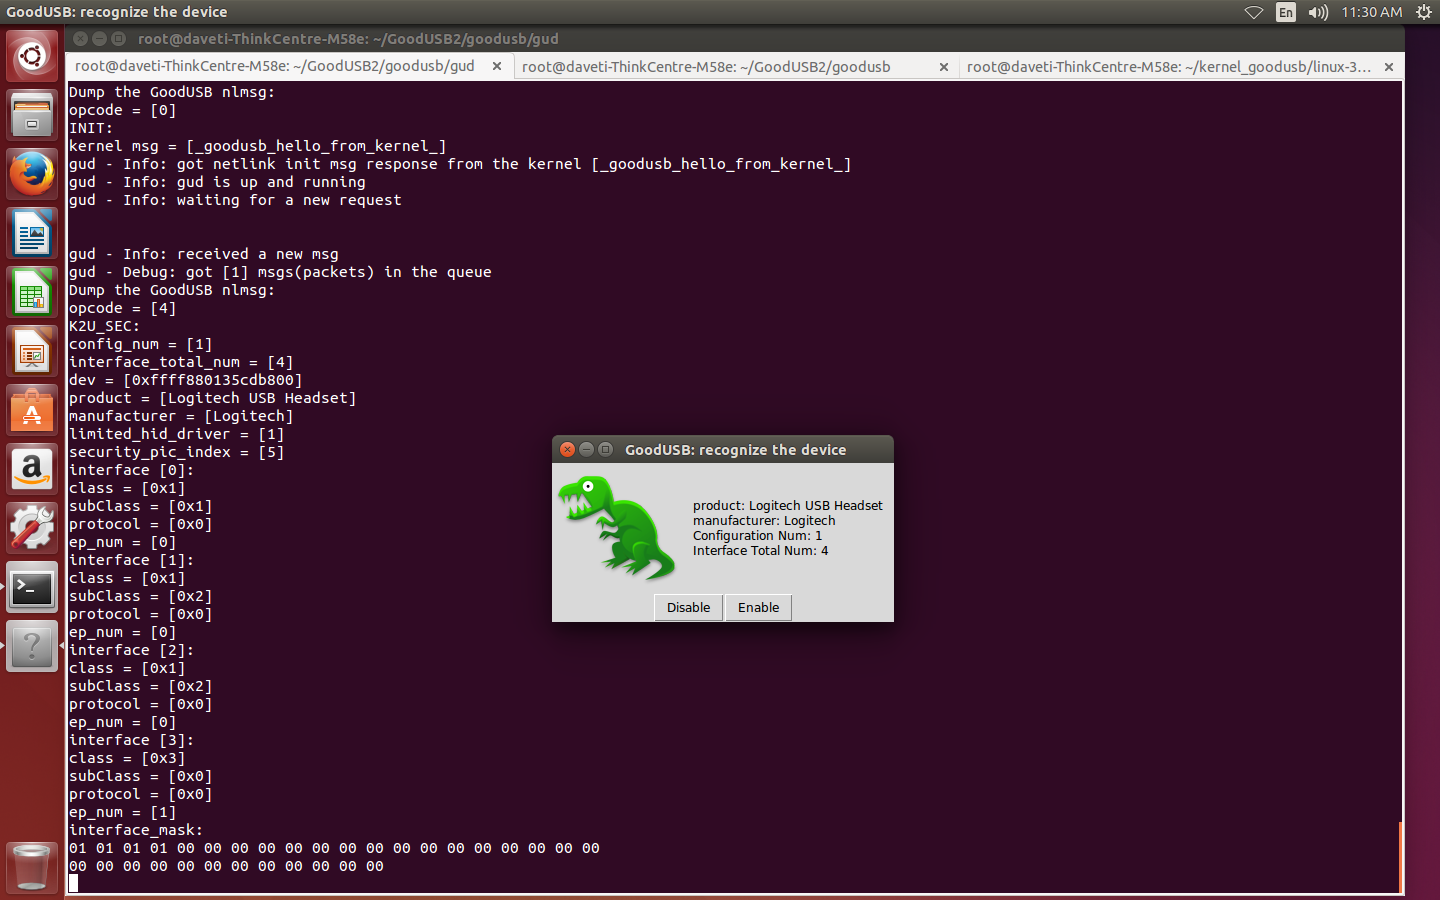 GoodUSB: recognize the device
En
11:30 AM
root@daveti-ThinkCentre-M58e: ~/GoodUSB2/goodusb/gud
root@daveti-ThinkCentre-M58e: ~/GoodUSB2/goodusb/gud
root@daveti-ThinkCentre-M58e: ~/GoodUSB2/goodusb
root@daveti-ThinkCentre-M58e: ~/kernel_goodusb/linux-3...
Dump the GoodUSB nlmsg:
opcode = [0]
INIT:
kernel msg = [_goodusb_hello_from_kernel_]
gud - Info: got netlink init msg response from the kernel [_goodusb_hello_from_kernel_]
gud - Info: gud is up and running
gud - Info: waiting for a new request
gud - Info: received a new msg
gud - Debug: got [1] msgs(packets) in the queue
Dump the GoodUSB nlmsg:
opcode = [4]
K2U_SEC:
config_num = [1]
interface_total_num = [4]
dev = [0xffff880135cdb800]
product = [Logitech USB Headset]
manufacturer = [Logitech]
limited_hid_driver = [1]
security_pic_index = [5]
interface [0]:
class = [0x1]
subClass = [0x1]
protocol = [0x0]
ep_num = [0]
interface [1]:
class = [0x1]
subClass = [0x2]
protocol = [0x0]
ep_num = [0]
interface [2]:
class = [0x1]
subClass = [0x2]
protocol = [0x0]
ep_num = [0]
interface [3]:
class = [0x3]
subClass = [0x0]
protocol = [0x0]
ep_num = [1]
interface_mask:
01 01 01 01 00 00 00 00 00 00 00 00 00 00 00 00 00 00 00 00
00 00 00 00 00 00 00 00 00 00 00 00
GoodUSB: recognize the device
product: Logitech USB Headset
manufacturer: Logitech
Configuration Num: 1
Interface Total Num: 4
Disable
Enable